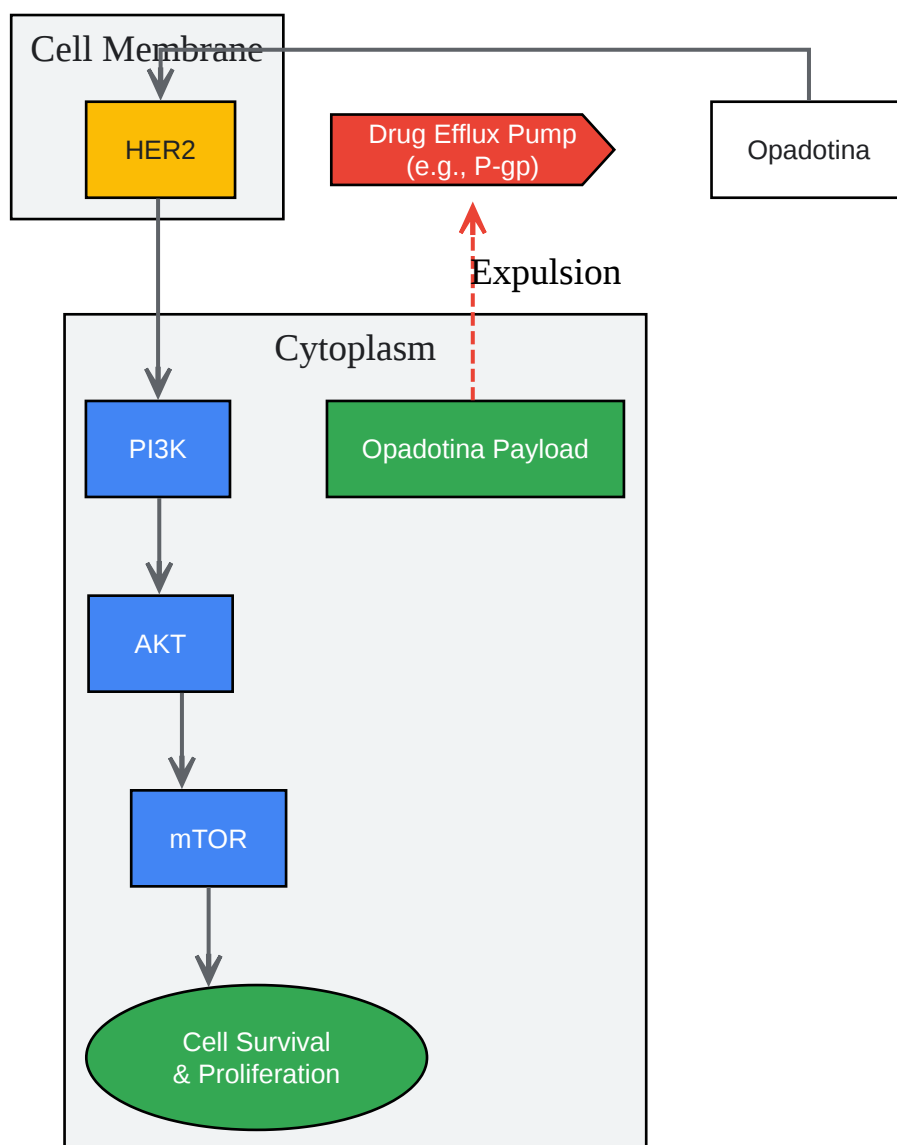 Cell Membrane
HER2
Drug Efflux Pump
(e.g., P-gp)
Opadotina
Expulsion
Cytoplasm
PI3K
Opadotina Payload
AKT
mTOR
Cell Survival
& Proliferation